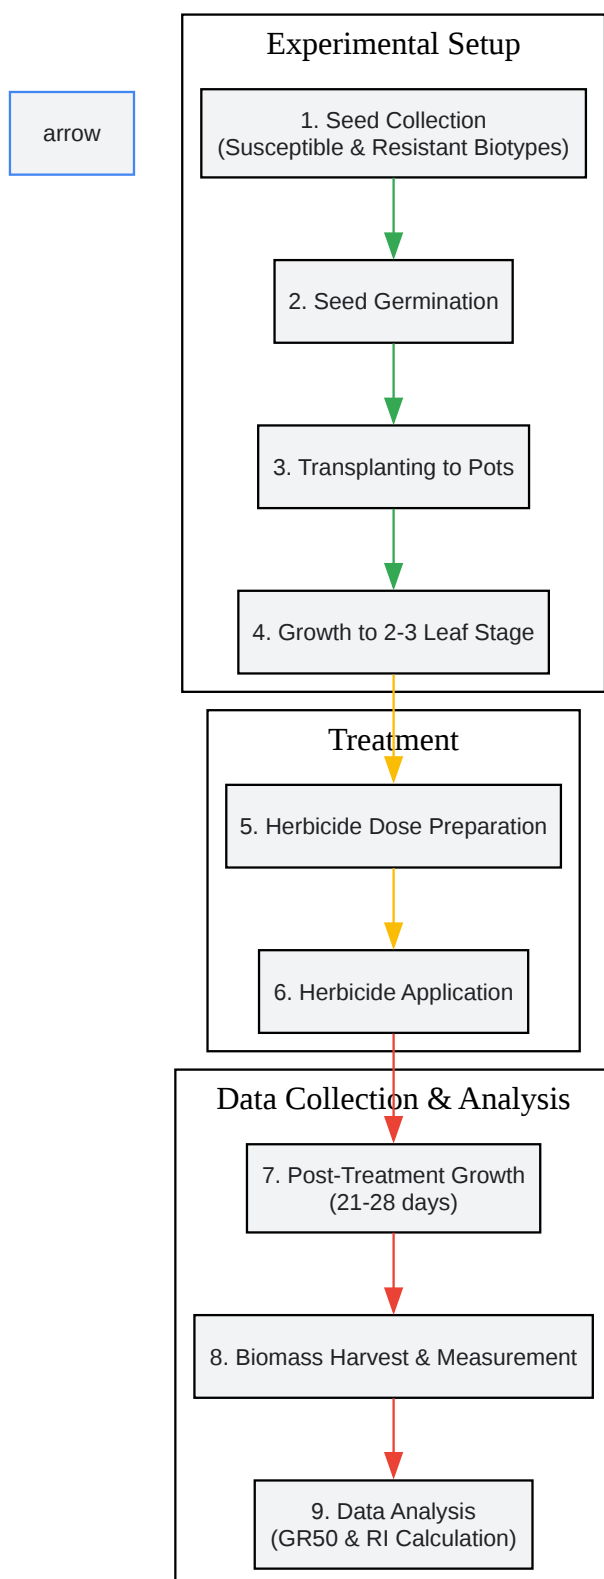 Experimental Setup
arrow
1. Seed Collection
(Susceptible & Resistant Biotypes)
2. Seed Germination
3. Transplanting to Pots
4. Growth to 2-3 Leaf Stage
Treatment
5. Herbicide Dose Preparation
6. Herbicide Application
Data Collection & Analysis
7. Post-Treatment Growth
(21-28 days)
8. Biomass Harvest & Measurement
9. Data Analysis
(GR50 & RI Calculation)